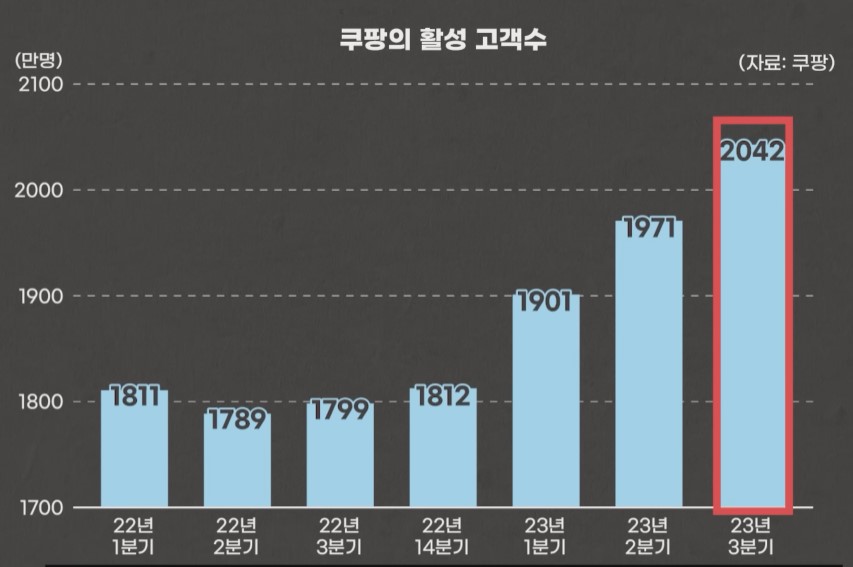 쿠팡의 활성 고객수
(만명)
(자료: 쿠팡)
2100
2000
1900
1800
1700
1811
1789
1799
1812
1901
1971
2042
22년
1분기
22년
2분기
22년
3분기
22년
14분기
23년
1분기
23년
2분기
23년
3분기